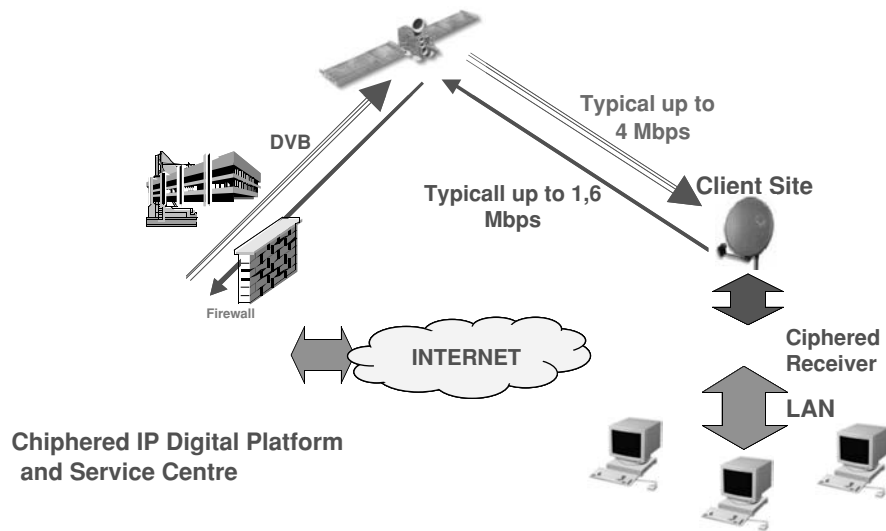 DVB
Typical up to
4 Mbps
Typicall up to 1,6
Mbps
Client Site
Firewall
INTERNET
Ciphered
Receiver
LAN
Chiphered IP Digital Platform
and Service Centre